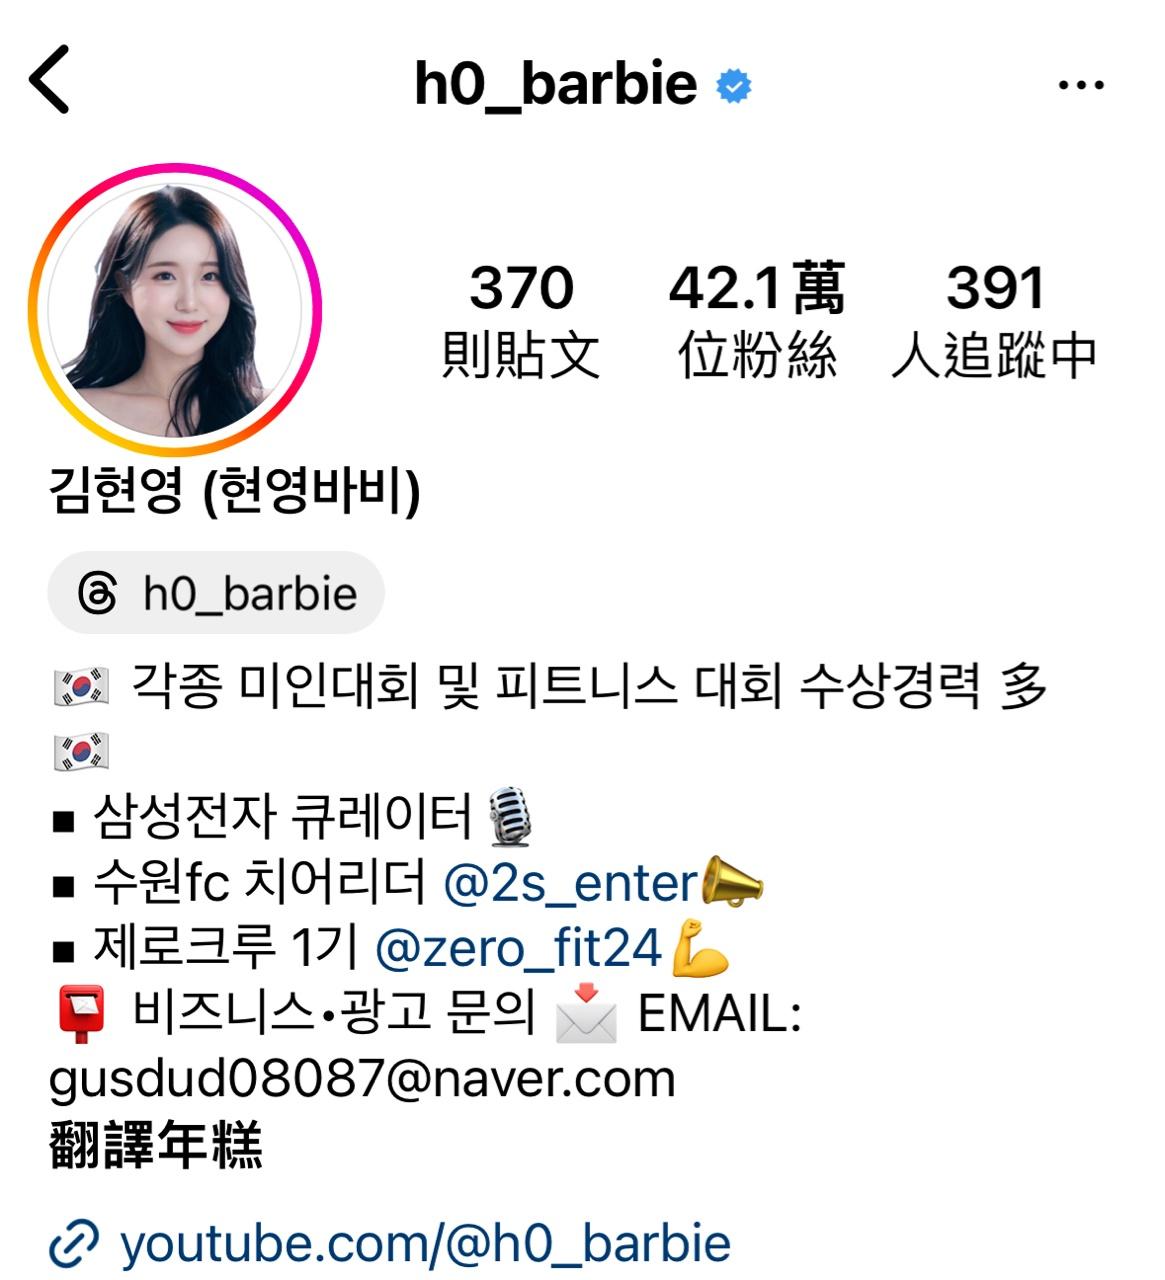 h0_barbie
370 42.1萬 391
則貼文 位粉絲 人追蹤中
김현영 (현영바비)
h0_barbie
🇰🇷 각종 미인대회 및 피트니스 대회 수상경력 多
🇰🇷
▪️ 삼성전자 큐레이터🎙️
▪️ 수원fc 치어리더 @2s_enter📣
▪️ 제로크루 1기 @zero_fit24💪
📮 비즈니스•광고 문의 📩 EMAIL:
gusdud08087@naver.com
翻譯年糕
youtube.com/@h0_barbie